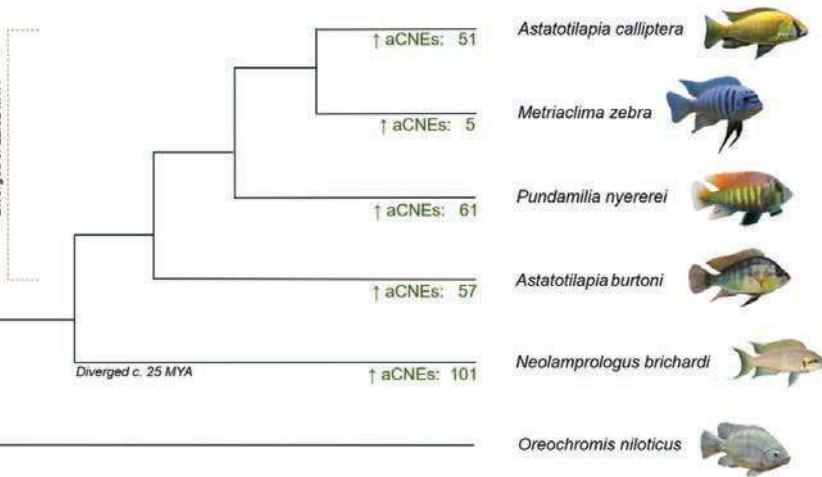 ↑ aCNEs: 51
Astatotilapia calliptera
↑ aCNEs: 5
Metriaclima zebra
↑ aCNEs: 61
Pundamilia nyererei
↑ aCNEs: 57
Astatotilapia burtoni
Diverged c. 25 MYA
↑ aCNEs: 101
Neolamprologus brichardi
Oreochromis niloticus